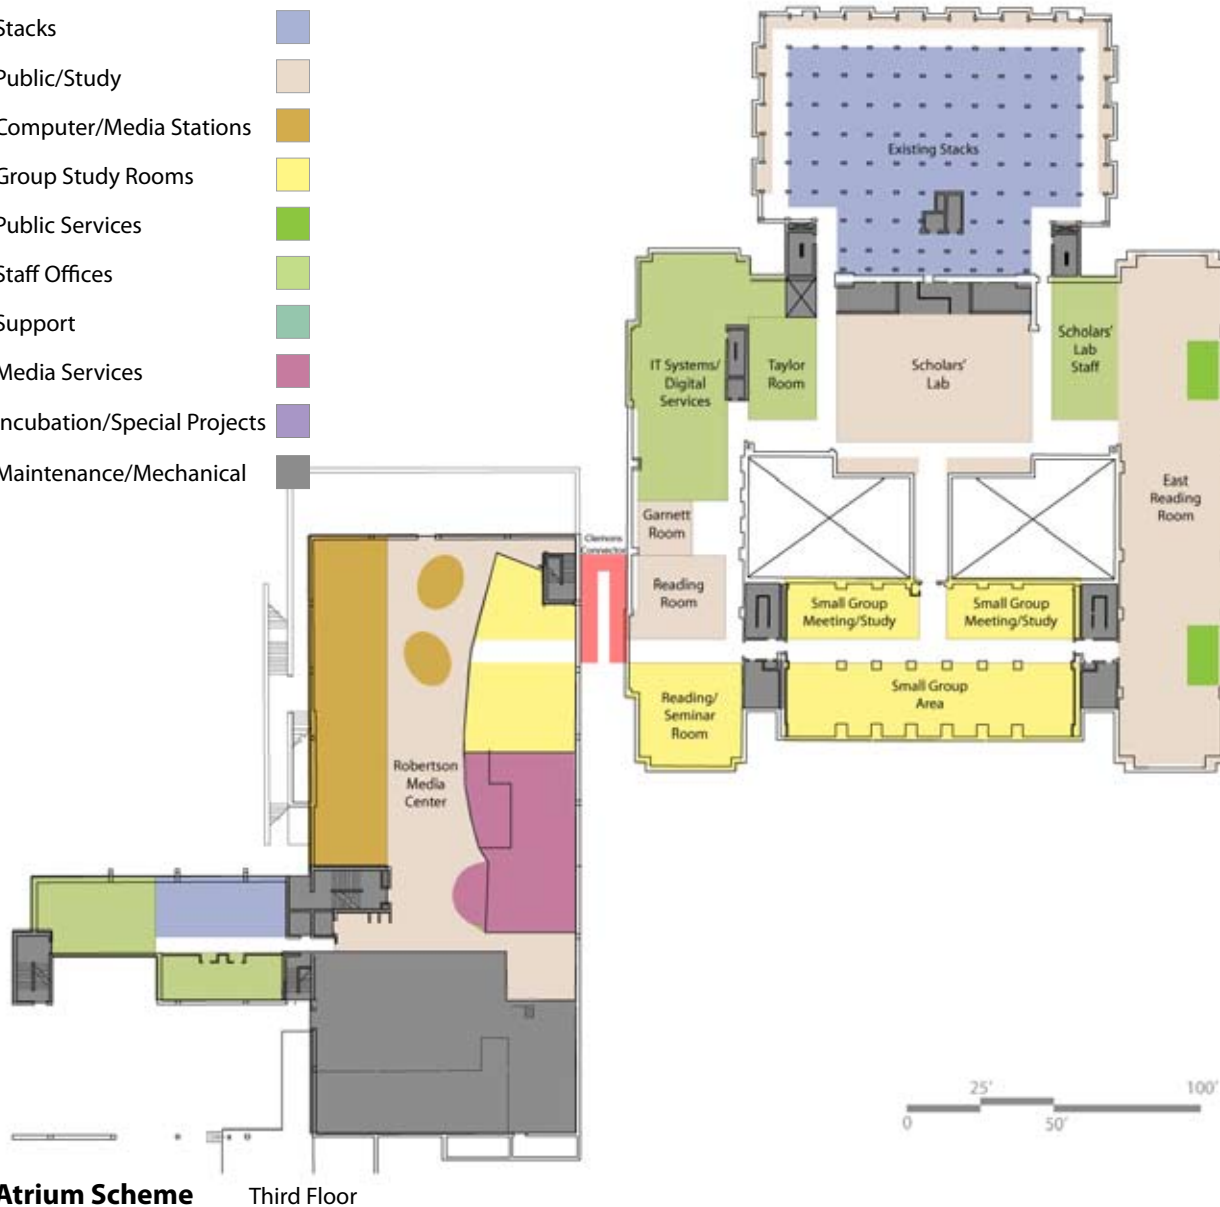 Stacks
Public/Study
Computer/Media Stations
Group Study Rooms
Public Services
Staff Offices
Support
Media Services
Incubation/Special Projects
Maintenance/Mechanical
Existing Stacks
IT Systems/
Digital
Services
Taylor
Room
Scholars'
Lab
Scholars'
Lab
Staff
East
Reading
Room
Garnett
Room
Clemons
Connector
Reading
Room
Small Group
Meeting/Study
Small Group
Meeting/Study
Reading/
Seminar
Room
Small Group
Area
Robertson
Media
Center
25'
100'
0
50'
Atrium Scheme Third Floor